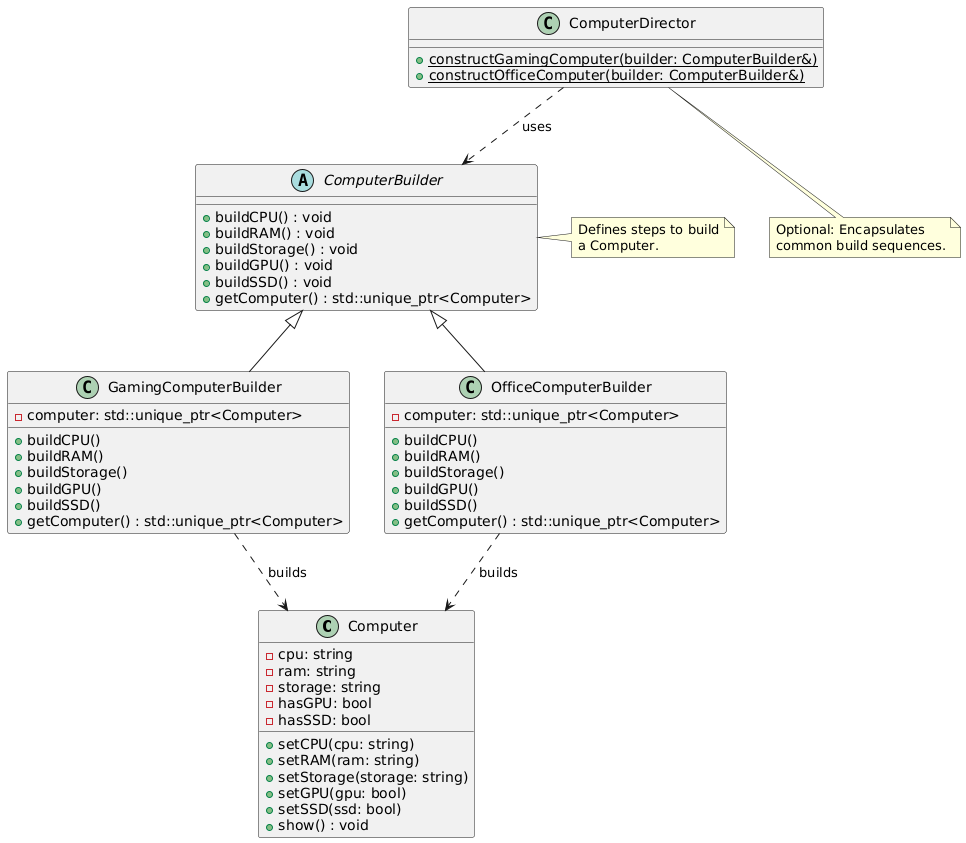 C ComputerDirector
constructGamingComputer(builder: ComputerBuilder&)
constructOfficeComputer(builder: ComputerBuilder&)
uses
A ComputerBuilder
buildCPU() : void
buildRAM() : void
buildStorage() : void
buildGPU() : void
buildSSD() : void
getComputer() : std::unique_ptr<Computer>
Defines steps to build
a Computer.
Optional: Encapsulates
common build sequences.
C GamingComputerBuilder
computer: std::unique_ptr<Computer>
buildCPU()
buildRAM()
buildStorage()
buildGPU()
buildSSD()
getComputer() : std::unique_ptr<Computer>
C OfficeComputerBuilder
computer: std::unique_ptr<Computer>
buildCPU()
buildRAM()
buildStorage()
buildGPU()
buildSSD()
getComputer() : std::unique_ptr<Computer>
builds
builds
C Computer
cpu: string
ram: string
storage: string
hasGPU: bool
hasSSD: bool
setCPU(cpu: string)
setRAM(ram: string)
setStorage(storage: string)
setGPU(gpu: bool)
setSSD(ssd: bool)
show() : void